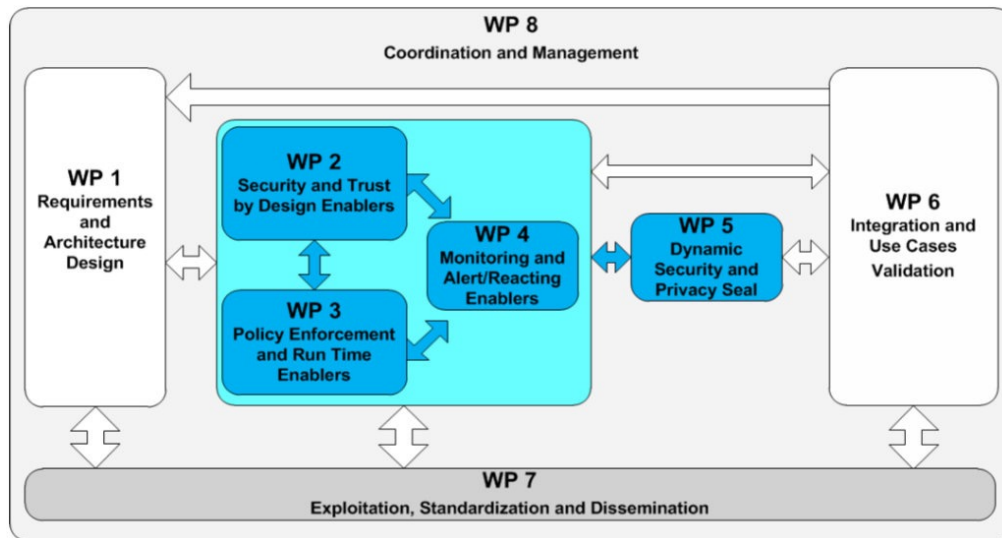 WP 8
Coordination and Management
WP 1
Requirements
and
Architecture
Design
WP 2
Security and Trust
by Design Enablers
WP 3
Policy Enforcement
and Run Time
Enablers
WP 4
Monitoring and
Alert/Reacting
Enablers
WP 5
Dynamic
Security and
Privacy Seal
WP 6
Integration and
Use Cases
Validation
WP 7
Exploitation, Standardization and Dissemination